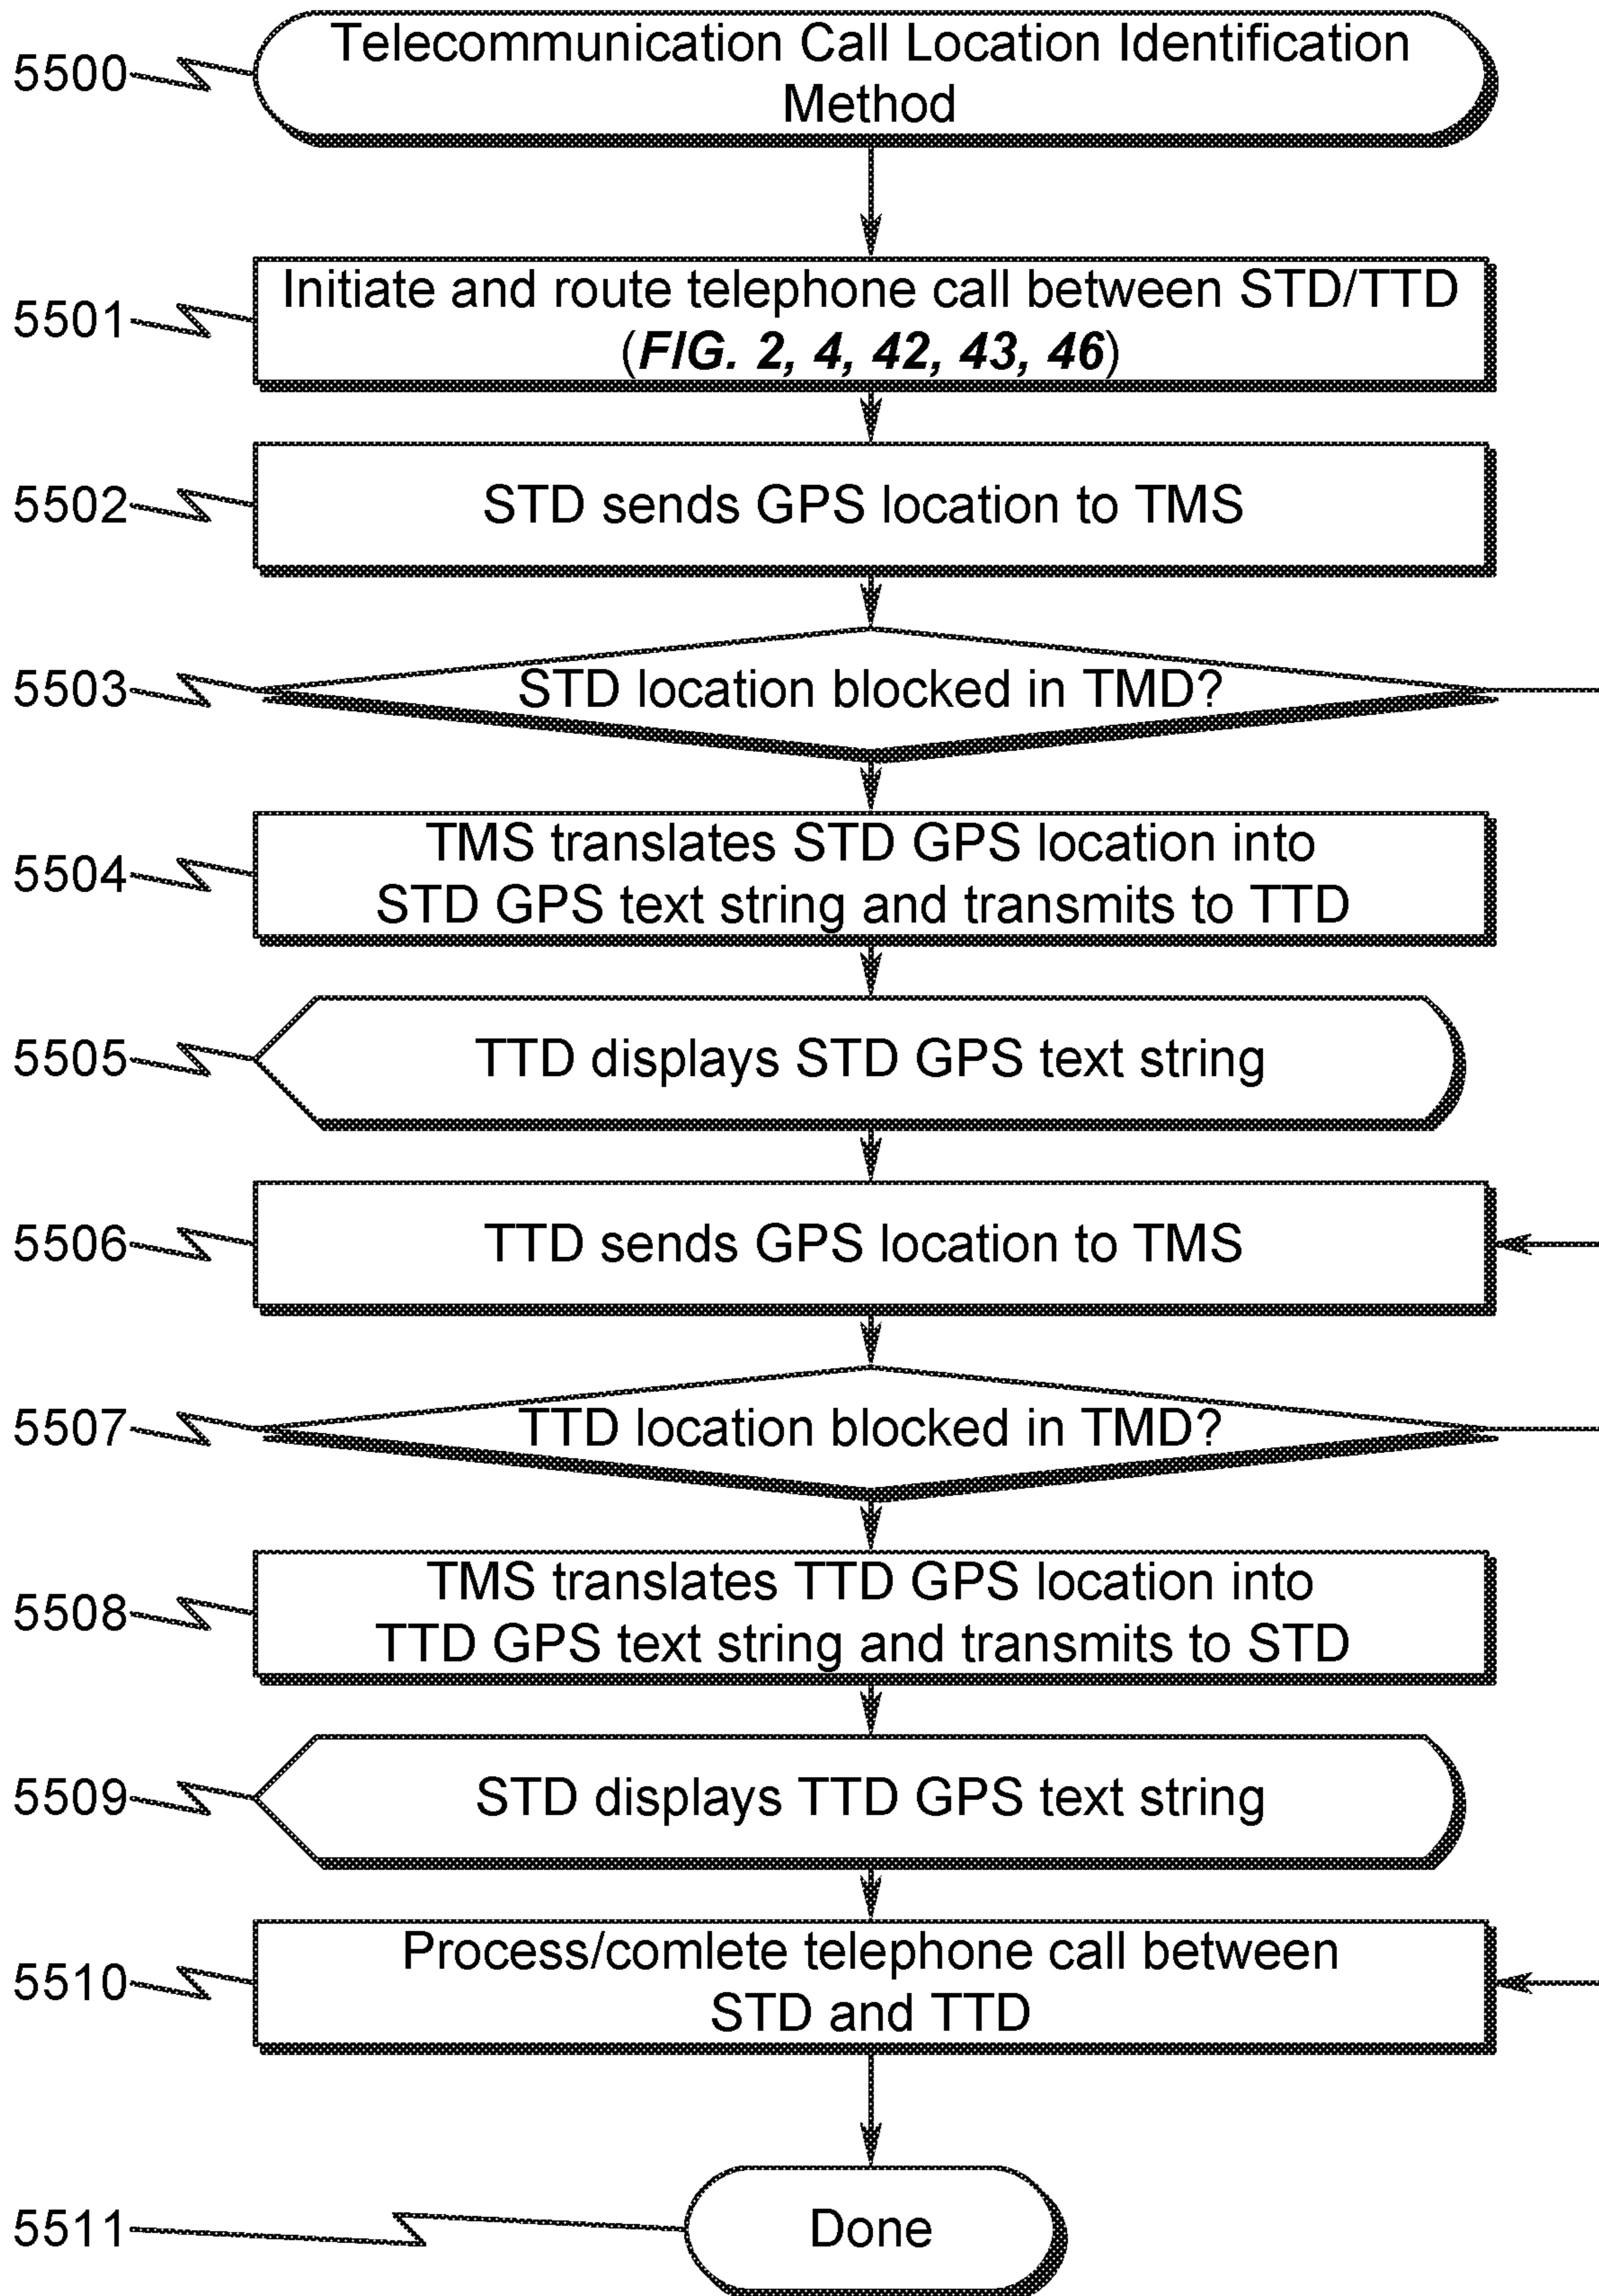 5500
Telecommunication Call Location Identification
Method
5501
Initiate and route telephone call between STD/TTD
(FIG. 2, 4, 42, 43, 46)
5502
STD sends GPS location to TMS
5503
STD location blocked in TMD?
5504
TMS translates STD GPS location into
STD GPS text string and transmits to TTD
5505
TTD displays STD GPS text string
5506
TTD sends GPS location to TMS
5507
TTD location blocked in TMD?
5508
TMS translates TTD GPS location into
TTD GPS text string and transmits to STD
5509
STD displays TTD GPS text string
5510
Process/comlete telephone call between
STD and TTD
5511
Done